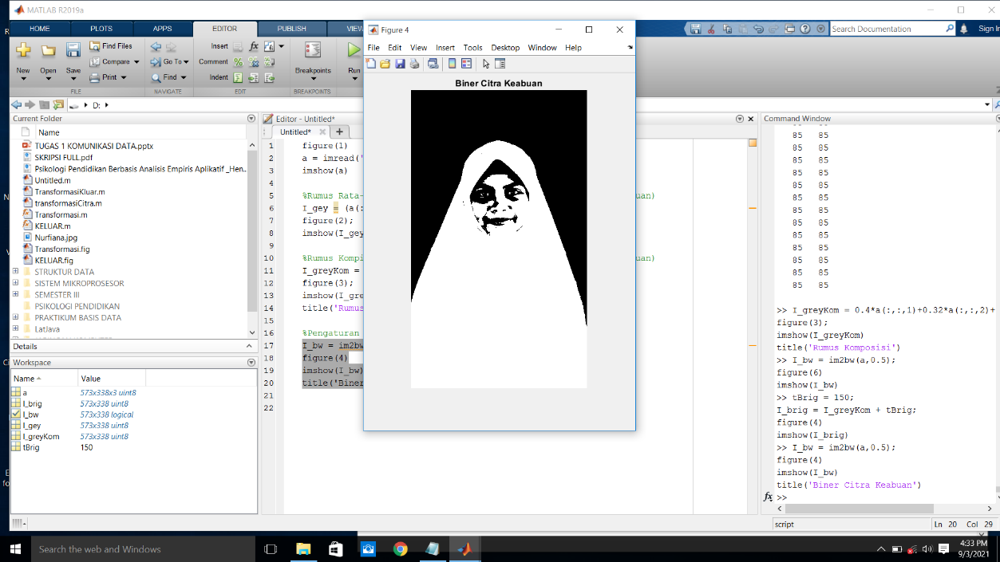 MATLAB R2019a
HOME PLOTS APPS EDITOR PUBLISH VIEW
Search Documentation
Sign In
New Open Save
Find Files
Compare
Print
Go To
Find
Insert
Comment
Indent
Breakpoints
Run
FILE NAVIGATE EDIT BREAKPOINTS
D:
Current Folder
Name
TUGAS 1 KOMUNIKASI DATA.pptx
SKRIPSI FULL.pdf
Psikologi Pendidikan Berbasis Analisis Empiris Aplikatif _Hen...
Untitled.m
TransformasiKluar.m
transformasiCitra.m
Transformasi.m
KELUAR.m
Nurfiana.jpg
Transformasi.fig
KELUAR.fig
STRUKTUR DATA
SISTEM MIKROPROSESOR
SEMESTER III
PSIKOLOGI PENDIDIKAN
PRAKTIKUM BASIS DATA
LatJava
Details
Workspace
Name Value
a 573x338x3 uint8
I_brig 573x338 uint8
I_bw 573x338 logical
I_gey 573x338 uint8
I_greyKom 573x338 uint8
tBrig 150
Editor - Untitled*
Untitled*
1 figure(1)
2 a = imread('
3 imshow(a)
4
5 %Rumus Rata- uan)
6 I_gey = (a(:
7 figure(2);
8 imshow(I_gey
9
10 %Rumus Kompi uan)
11 I_greyKom =
12 figure(3);
13 imshow(I_gre
14 title('Rumus
15
16 %Pengaturan
17 I_bw = im2bw
18 figure(4)
19 imshow(I_bw)
20 title('Biner
21
22
Figure 4
File Edit View Insert Tools Desktop Window Help
Biner Citra Keabuan
Command Window
85 85
85 85
85 85
85 85
85 85
85 85
85 85
85 85
85 85
85 85
85 85
85 85
85 85
85 85
>> I_greyKom = 0.4*a(:,:,1)+0.32*a(:,:,2)+
figure(3);
imshow(I_greyKom)
title('Rumus Komposisi')
>> I_bw = im2bw(a,0.5);
figure(6)
imshow(I_bw)
>> tBrig = 150;
I_brig = I_greyKom + tBrig;
figure(4)
imshow(I_brig)
>> I_bw = im2bw(a,0.5);
figure(4)
imshow(I_bw)
title('Biner Citra Keabuan')
fx >>
script Ln 20 Col 29
Search the web and Windows
4:33 PM
9/3/2021